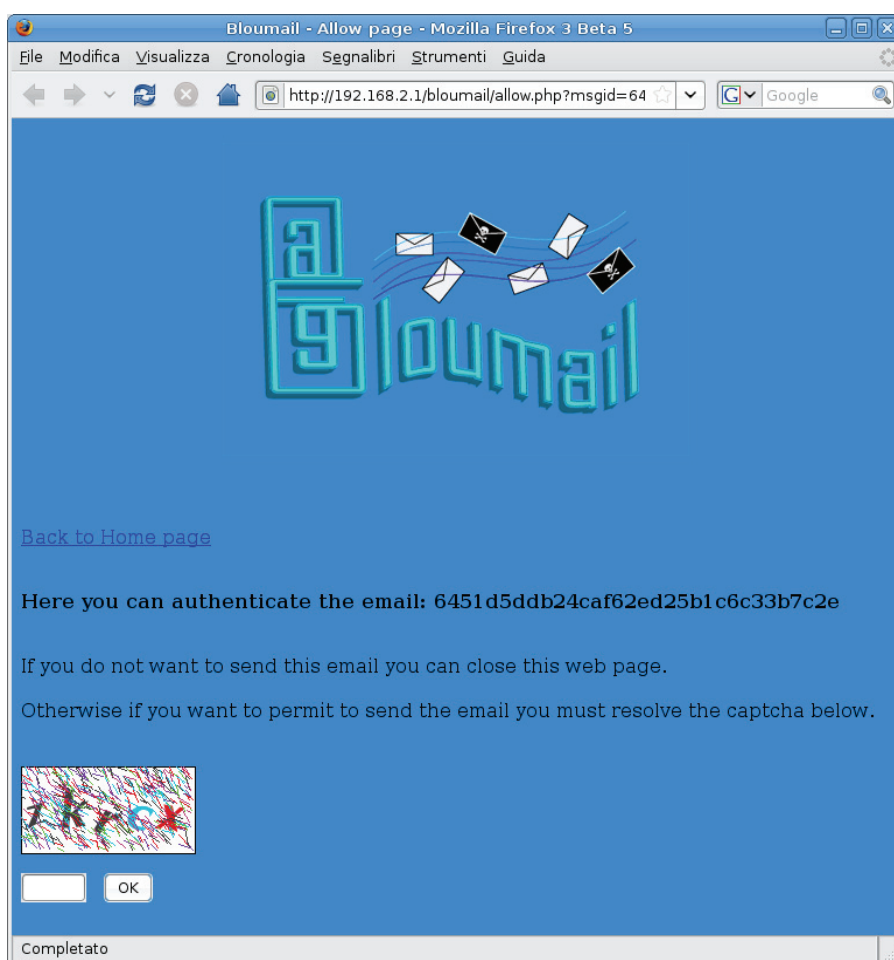 Bloumail - Allow page - Mozilla Firefox 3 Beta 5
File Modifica Visualizza Cronologia Segnalibri Strumenti Guida
http://192.168.2.1/bloumail/allow.php?msgid=64 G Google
a
g loumail
Back to Home page
Here you can authenticate the email: 6451d5ddb24caf62ed25b1c6c33b7c2e
If you do not want to send this email you can close this web page.
Otherwise if you want to permit to send the email you must resolve the captcha below.
OK
Completato